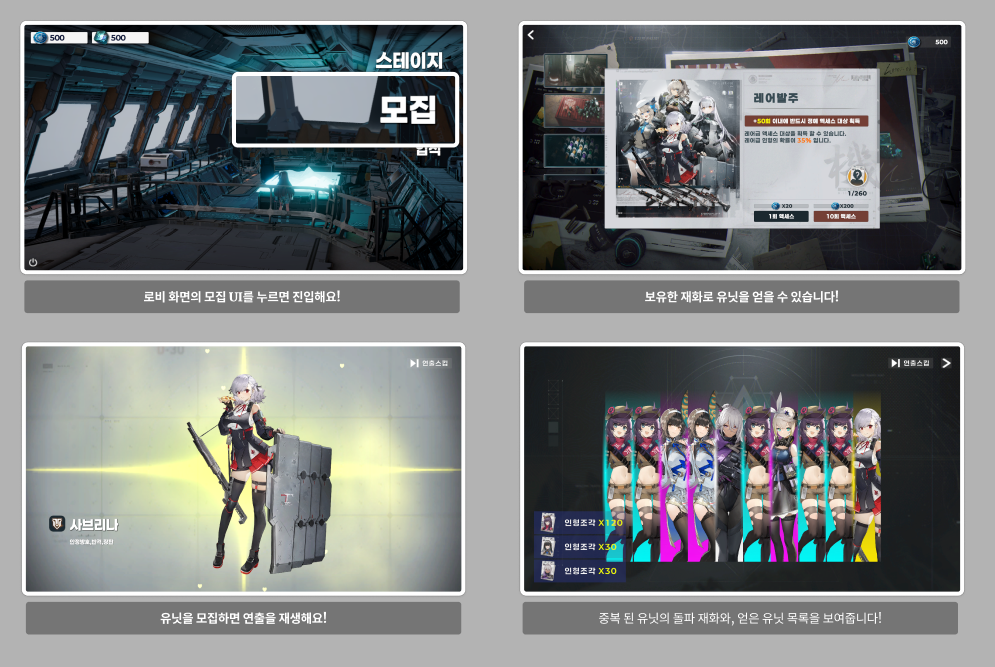 500
500
스테이지
모집
로비 화면의 모집 UI를 누르면 진입해요!
500
레어발주
+50회 이내에 반드시 정예 액세스 대상 획득
레어급 액세스 대상을 획득 할 수 있습니다.
레어급 인형의 확률이 35% 입니다.
1/260
X20
X200
1회 액세스
10회 액세스
보유한 재화로 유닛을 얻을 수 있습니다!
연출스킵
사브리나
유닛을 모집하면 연출을 재생해요!
연출스킵
인형조각 X120
인형조각 X30
인형조각 X30
중복 된 유닛의 돌파 재화와, 얻은 유닛 목록을 보여줍니다!